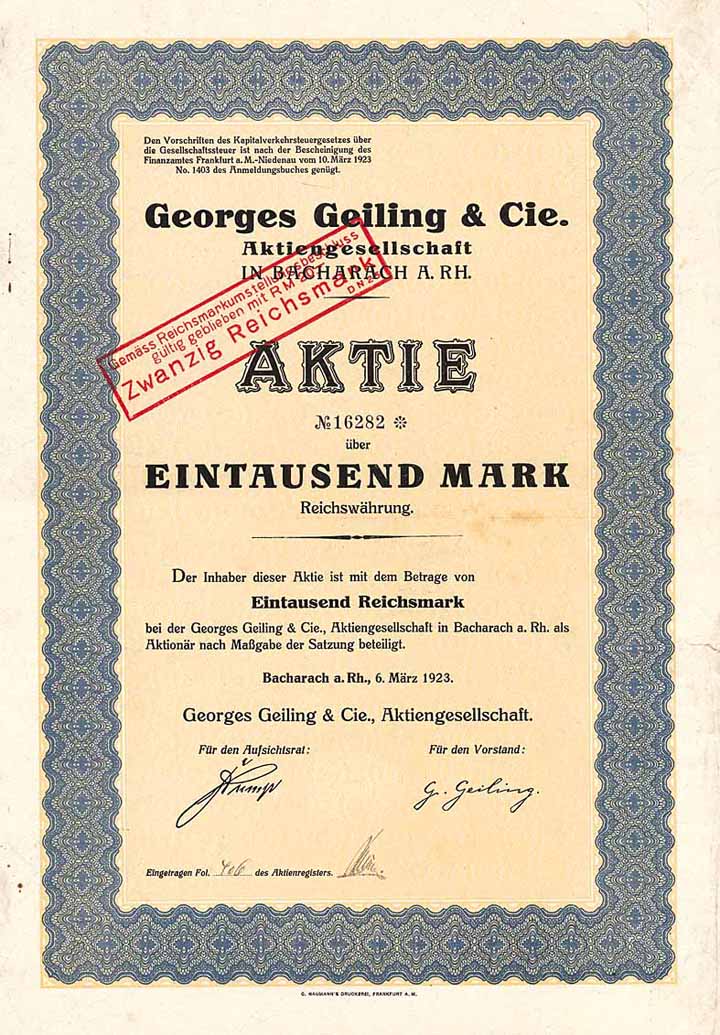 Den Vorschriften des Kapitalverkehrsteuergesetzes über
die Gesellschaftssteuer ist nach der Bescheinigung des
Finanzamtes Frankfurt a. M.-Niedenau vom 10. März 1923
No. 1403 des Anmeldungsbuches genügt.
Georges Geiling & Cie.
Aktiengesellschaft
IN BACHARACH A. RH.
Gemäss Reichsmarkumstellungsbeschluss
gültig geblieben mit R.M.
Zwanzig Reichsmark
AKTIE
№ 16282 ❊
über
EINTAUSEND MARK
Reichswährung.
Der Inhaber dieser Aktie ist mit dem Betrage von
Eintausend Reichsmark
bei der Georges Geiling & Cie., Aktiengesellschaft in Bacharach a. Rh. als
Aktionär nach Maßgabe der Satzung beteiligt.
Bacharach a. Rh., 6. März 1923.
Georges Geiling & Cie., Aktiengesellschaft.
Für den Aufsichtsrat: Für den Vorstand:
G. Geiling.
Eingetragen Fol. 406 des Aktienregisters.
C. NAUMANN'S DRUCKEREI, FRANKFURT A. M.